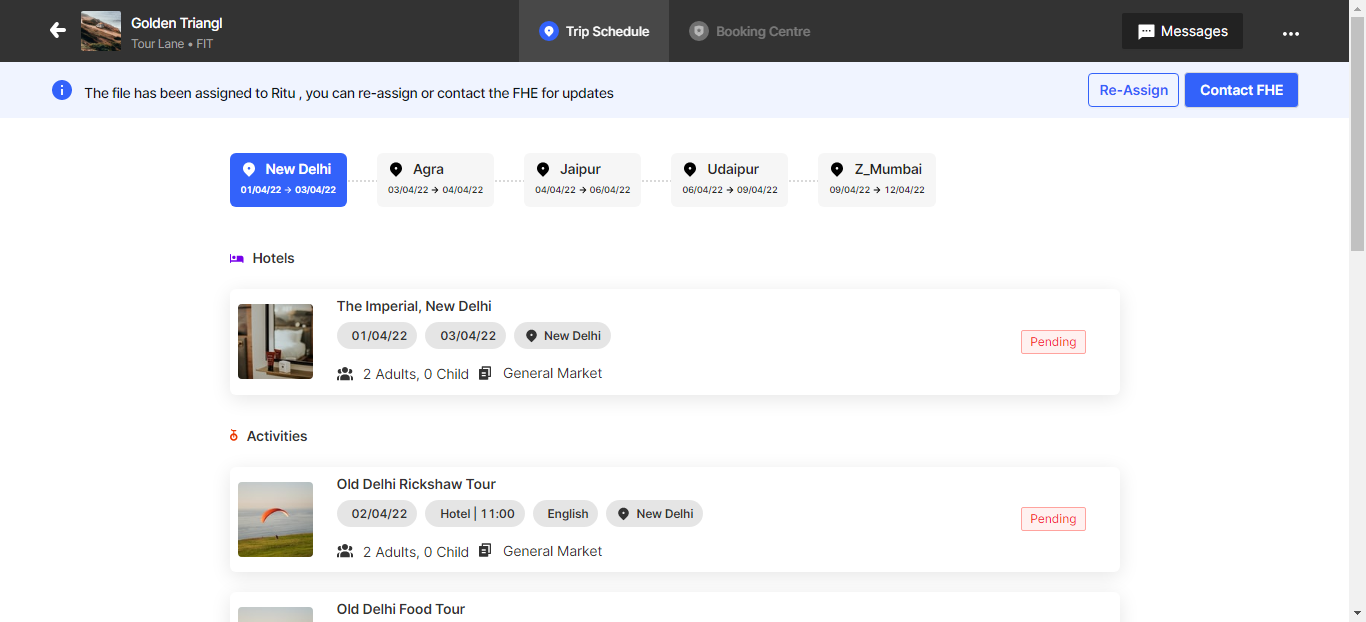 Golden Triangl
Tour Lane • FIT
Trip Schedule
Booking Centre
Messages
The file has been assigned to Ritu , you can re-assign or contact the FHE for updates
Re-Assign
Contact FHE
New Delhi
01/04/22 → 03/04/22
Agra
03/04/22 → 04/04/22
Jaipur
04/04/22 → 06/04/22
Udaipur
06/04/22 → 09/04/22
Z_Mumbai
09/04/22 → 12/04/22
Hotels
The Imperial, New Delhi
01/04/22 03/04/22 New Delhi
Pending
2 Adults, 0 Child General Market
Activities
Old Delhi Rickshaw Tour
02/04/22 Hotel | 11:00 English New Delhi
Pending
2 Adults, 0 Child General Market
Old Delhi Food Tour